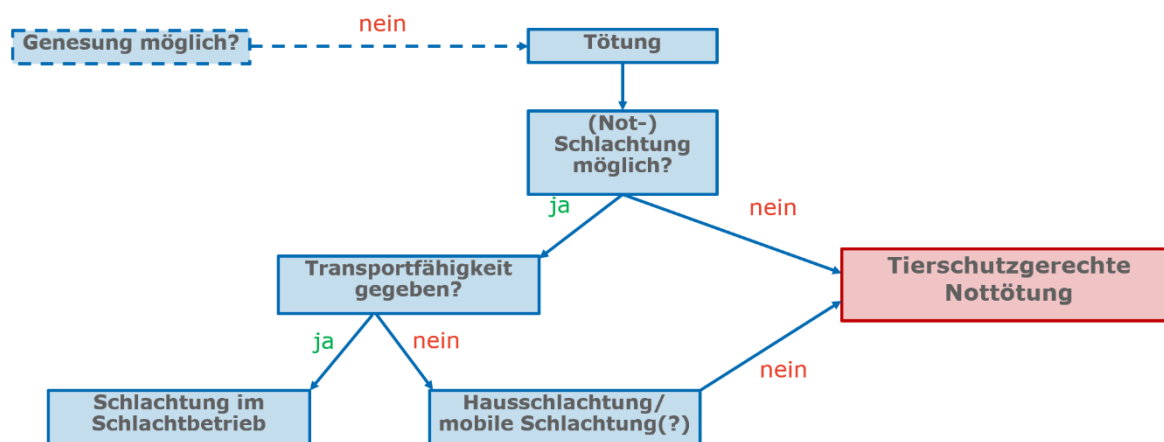 nein
Genesung möglich?
Tötung
(Not-)
Schlachtung
möglich?
ja
nein
Transportfähigkeit
gegeben?
Tierschutzgerechte
Nottötung
ja
nein
nein
Schlachtung im
Schlachtbetrieb
Hausschlachtung/
mobile Schlachtung(?)